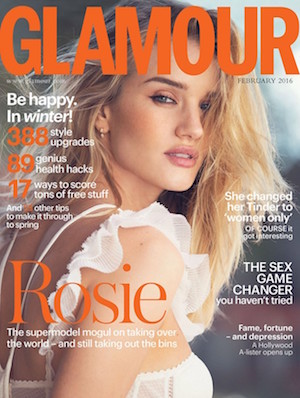 GLAMOUR
FEBRUARY 2016
Be happy.
In winter!
388 style
upgrades
89 genius
health hacks
17 ways to score
tons of free stuff
And other tips
to make it through
to spring
She changed
her Tinder to
‘women only’
OF COURSE it
got interesting
THE SEX
GAME
CHANGER
you haven't tried
Rosie
The supermodel mogul on taking over
the world – and still taking out the bins
Fame, fortune
– and depression
A Hollywood
A-lister opens up